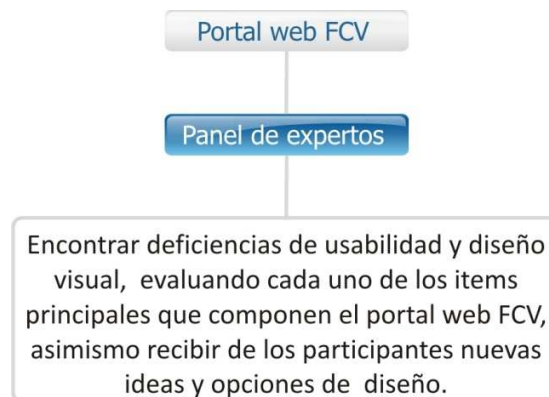 Portal web FCV
Panel de expertos
Encontrar deficiencias de usabilidad y diseño
visual, evaluando cada uno de los items
principales que componen el portal web FCV,
asimismo recibir de los participantes nuevas
ideas y opciones de diseño.